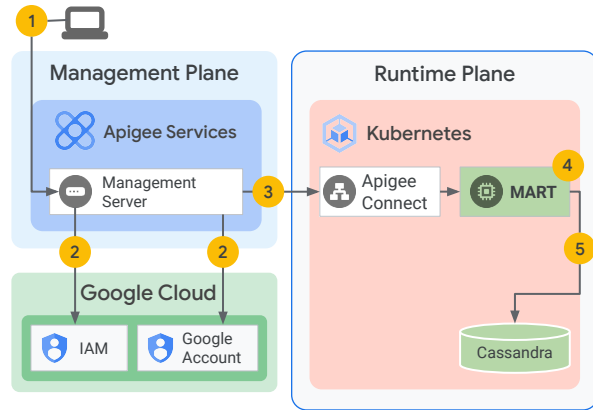 1
Management Plane
Runtime Plane
Apigee Services
Kubernetes
Management
Server
3
Apigee
Connect
MART
4
2
2
5
Google Cloud
IAM
Google
Account
Cassandra